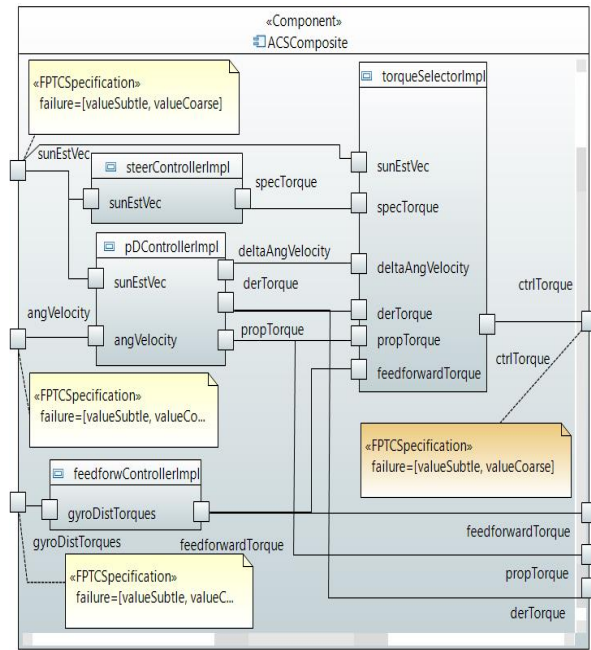 «Component»
ACSComposite
«FPTCSpecification»
failure=[valueSubtle, valueCoarse]
torqueSelectorImpl
sunEstVec
steerControllerImpl
specTorque
sunEstVec
sunEstVec
specTorque
pDControllerImpl
deltaAngVelocity
sunEstVec
derTorque
deltaAngVelocity
ctrlTorque
angVelocity
derTorque
angVelocity
propTorque
propTorque
ctrlTorque
feedforwardTorque
«FPTCSpecification»
failure=[valueSubtle, valueCo...
«FPTCSpecification»
failure=[valueSubtle, valueCoarse]
feedforwControllerImpl
gyroDistTorques
gyroDistTorques
feedforwardTorque
feedforwardTorque
«FPTCSpecification»
failure=[valueSubtle, valueC...
propTorque
derTorque